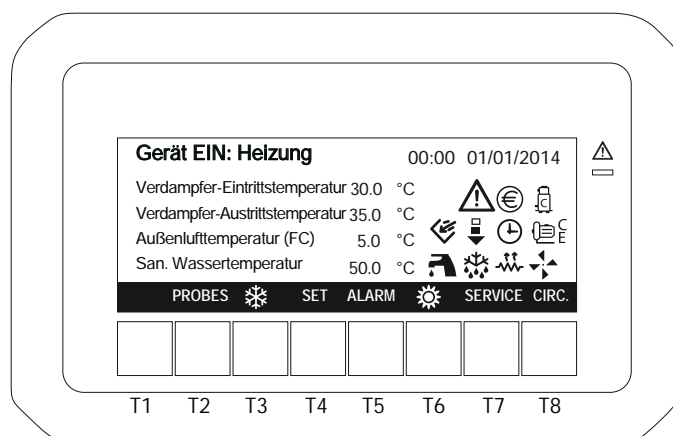 Gerät EIN: Heizung 00:00 01/01/2014
Verdampfer-Eintrittstemperatur 30.0 °C
Verdampfer-Austrittstemperatur 35.0 °C
Außenlufttemperatur (FC) 5.0 °C
San. Wassertemperatur 50.0 °C
€ C
C E
PROBES SET ALARM SERVICE CIRC.
T1 T2 T3 T4 T5 T6 T7 T8